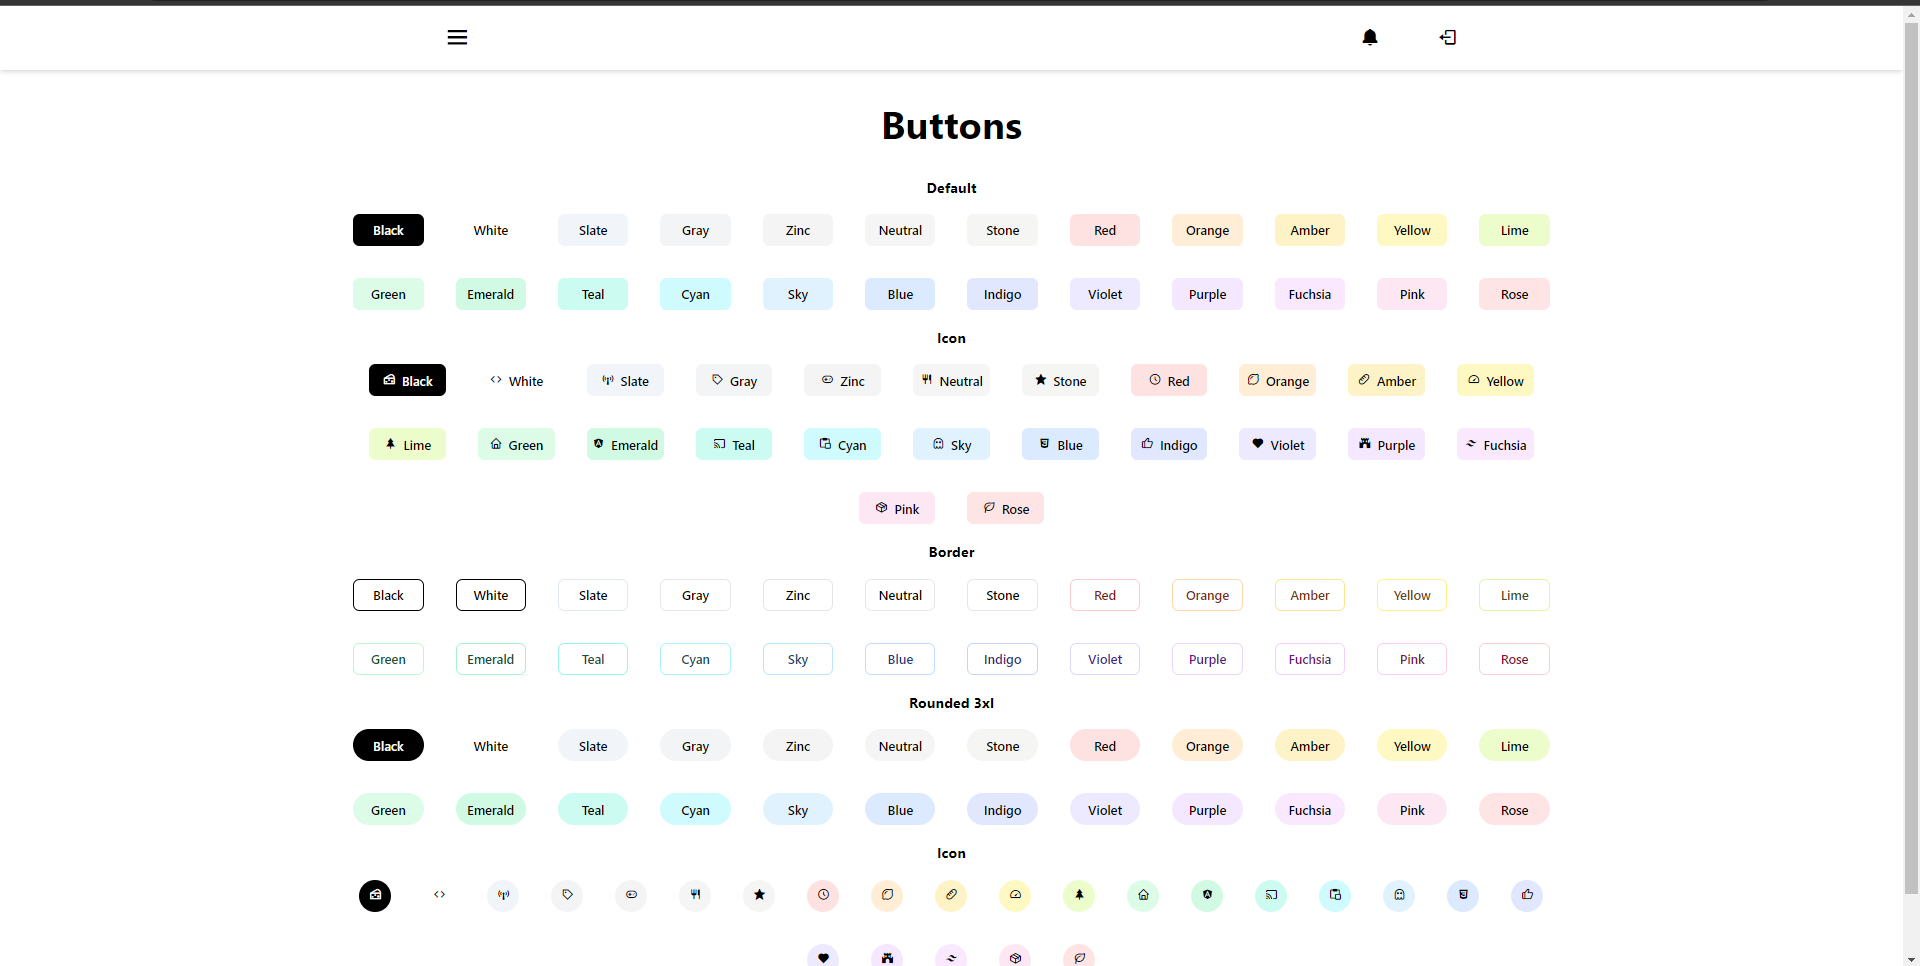 Buttons
Default
Black White Slate Gray Zinc Neutral Stone Red Orange Amber Yellow Lime
Green Emerald Teal Cyan Sky Blue Indigo Violet Purple Fuchsia Pink Rose
Icon
Black White Slate Gray Zinc Neutral Stone Red Orange Amber Yellow
Lime Green Emerald Teal Cyan Sky Blue Indigo Violet Purple Fuchsia
Pink Rose
Border
Black White Slate Gray Zinc Neutral Stone Red Orange Amber Yellow Lime
Green Emerald Teal Cyan Sky Blue Indigo Violet Purple Fuchsia Pink Rose
Rounded 3xl
Black White Slate Gray Zinc Neutral Stone Red Orange Amber Yellow Lime
Green Emerald Teal Cyan Sky Blue Indigo Violet Purple Fuchsia Pink Rose
Icon